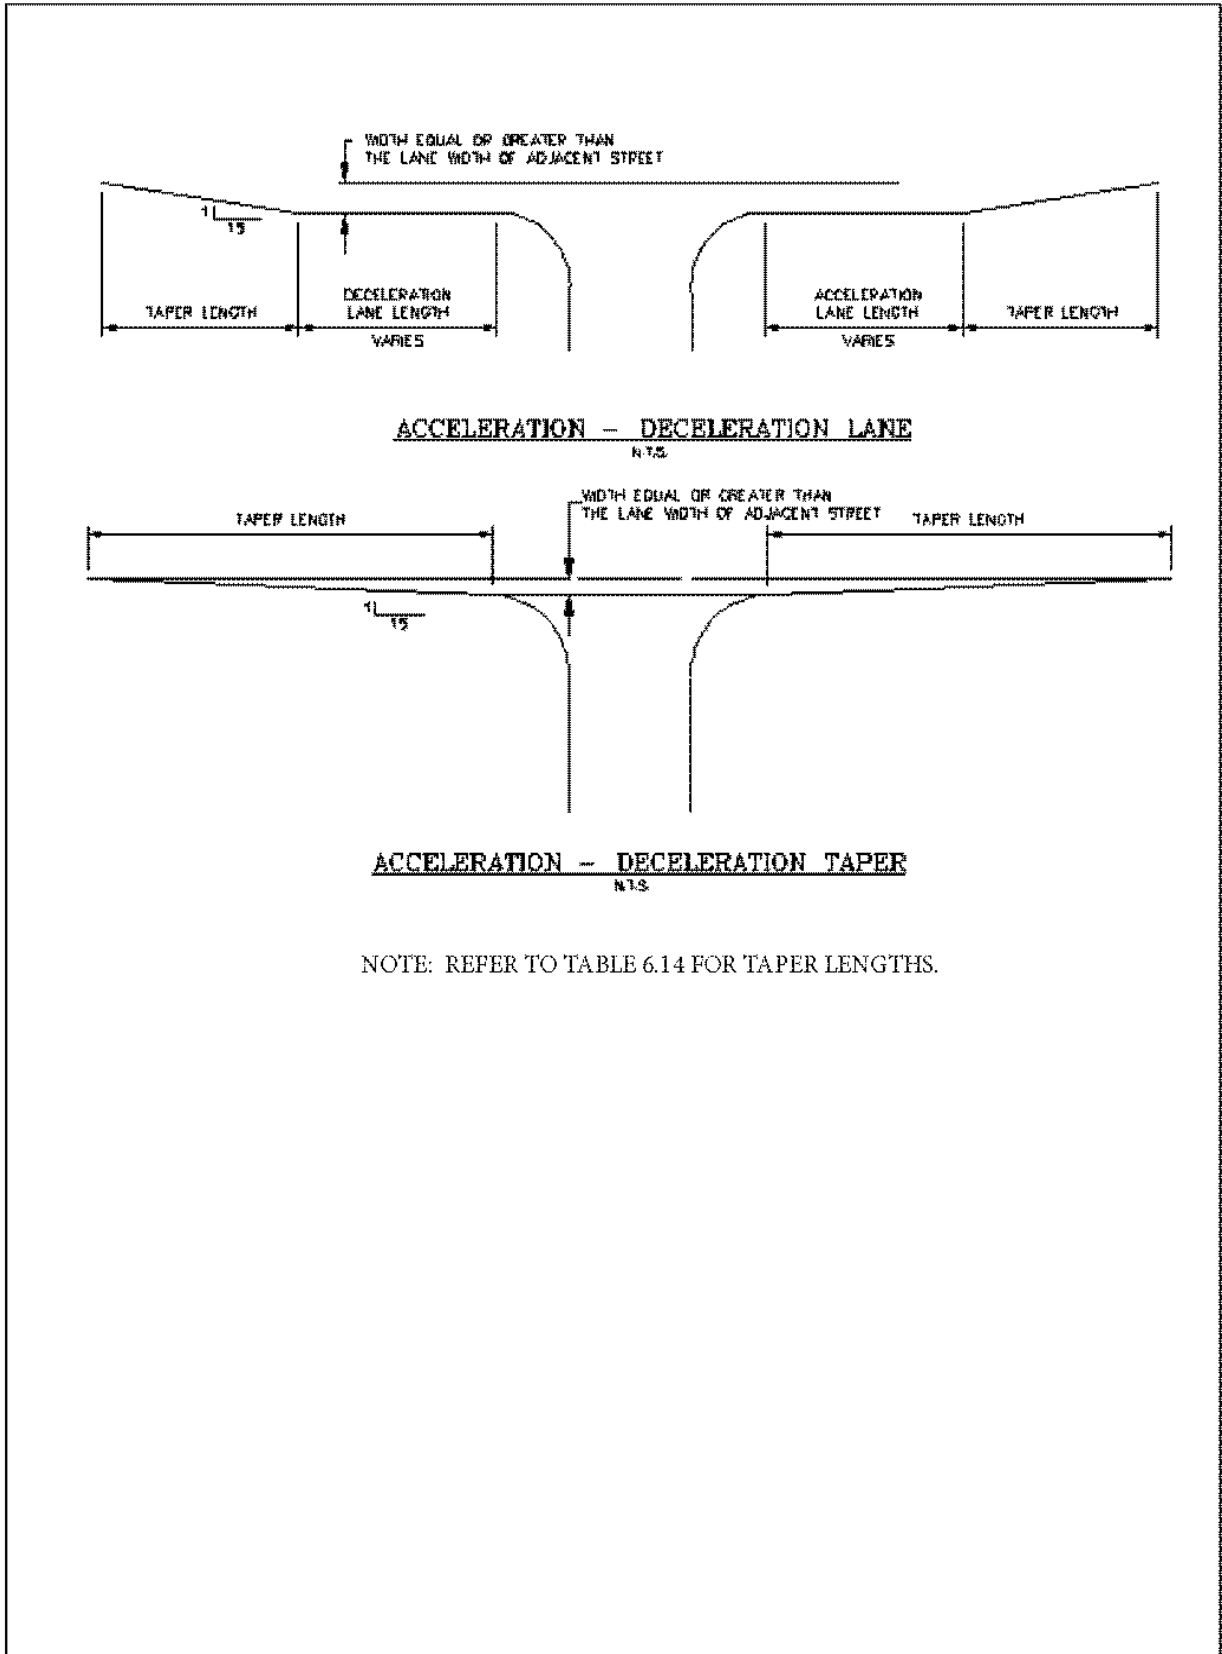 WIDTH EQUAL OR GREATER THAN
THE LANE WIDTH OF ADJACENT STREET
1
15
TAPER LENGTH
DECELERATION
LANE LENGTH
VARIES
ACCELERATION
LANE LENGTH
VARIES
TAPER LENGTH
ACCELERATION - DECELERATION LANE
N.T.S.
TAPER LENGTH
WIDTH EQUAL OR GREATER THAN
THE LANE WIDTH OF ADJACENT STREET
TAPER LENGTH
1
15
ACCELERATION - DECELERATION TAPER
N.T.S.
NOTE: REFER TO TABLE 6.14 FOR TAPER LENGTHS.